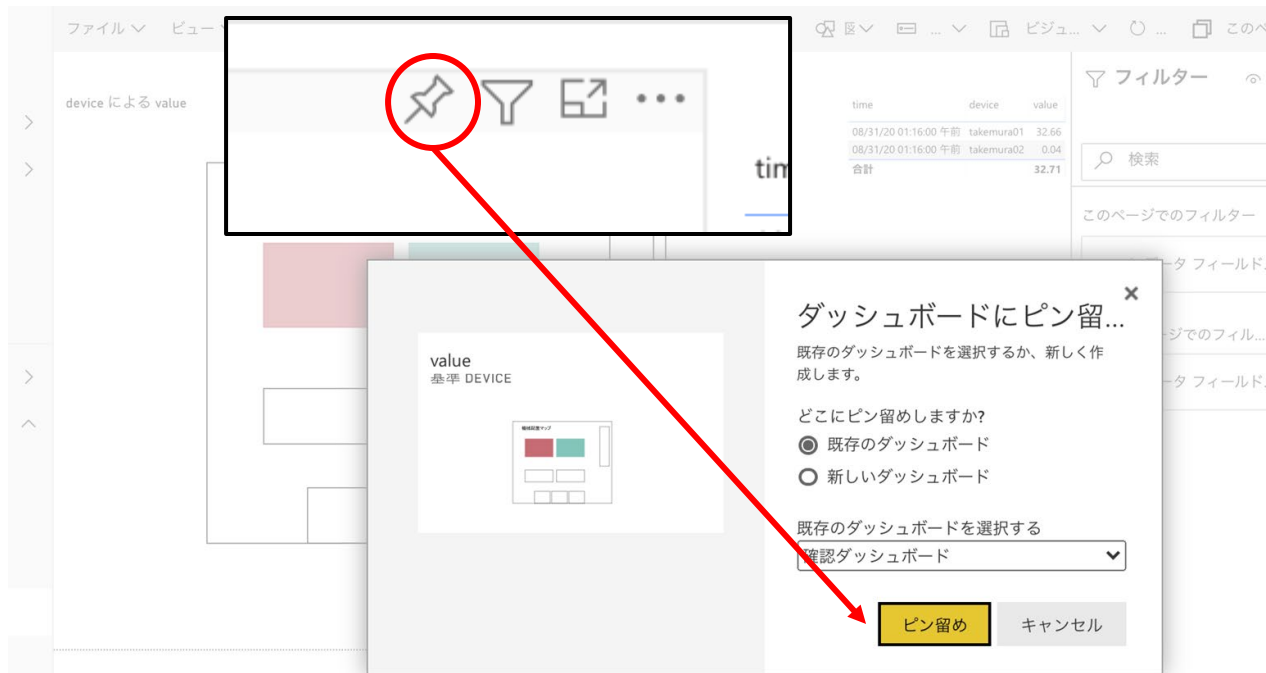 ファイル
ビュー
区
...
ビジュ...
...
このペ
device による value
time device value
08/31/20 01:16:00 午前 takemura01 32.66
08/31/20 01:16:00 午前 takemura02 0.04
合計 32.71
tim
フィルター
検索
このページでのフィルター
ータ フィールド.
ージでのフィル...
ータ フィールド.
value
基準 DEVICE
機械配置マップ
ダッシュボードにピン留...
既存のダッシュボードを選択するか、新しく作
成します。
どこにピン留めしますか?
既存のダッシュボード
新しいダッシュボード
既存のダッシュボードを選択する
確認ダッシュボード
ピン留め
キャンセル